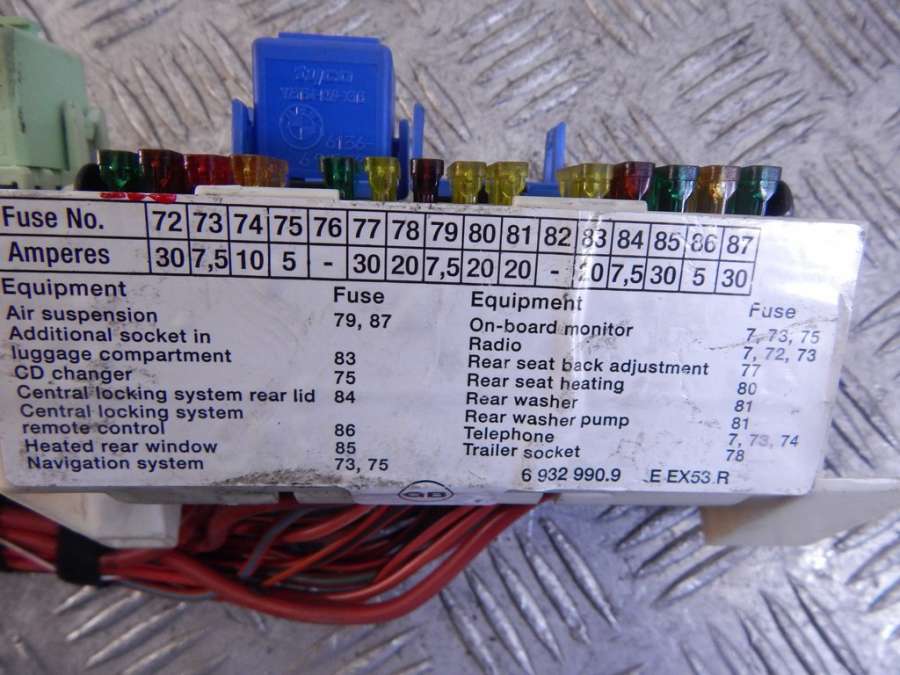 Fuse No. 72 73 74 75 76 77 78 79 80 81 82 83 84 85 86 87
Amperes 30 7,5 10 5 - 30 20 7,5 20 20 - 20 7,5 30 5 30
Equipment Fuse
Air suspension 79, 87
Additional socket in
luggage compartment 83
CD changer 75
Central locking system rear lid 84
Central locking system
remote control 86
Heated rear window 85
Navigation system 73, 75
Equipment Fuse
On-board monitor 7, 73, 75
Radio 7, 72, 73
Rear seat back adjustment 77
Rear seat heating 80
Rear washer 81
Rear washer pump 81
Telephone 7, 73, 74
Trailer socket 78
6 932 990.9 E EX53 R
GB